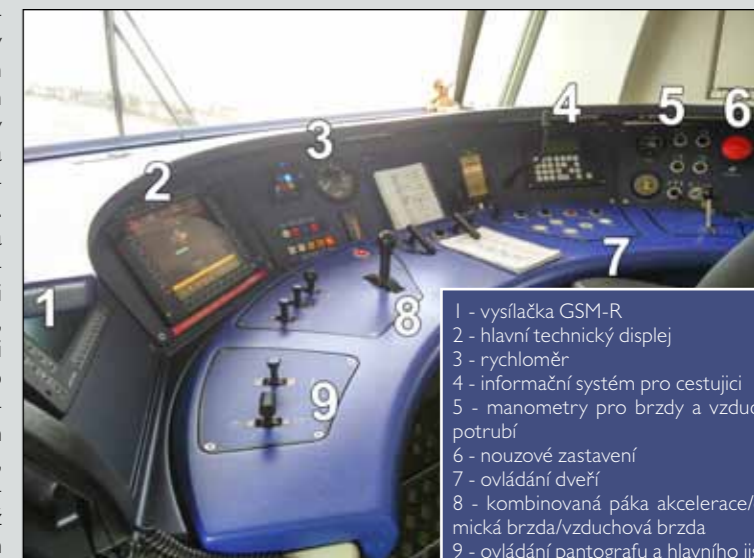 1
2
3
4
5
6
7
8
9
1 - vysílačka GSM-R
2 - hlavní technický displej
3 - rychloměr
4 - informační systém pro cestujici
5 - manometry pro brzdy a vzduc
potrubí
6 - nouzové zastavení
7 - ovládání dveří
8 - kombinovaná páka akcelerace/
mická brzda/vzduchová brzda
9 - ovládání pantografu a hlavního